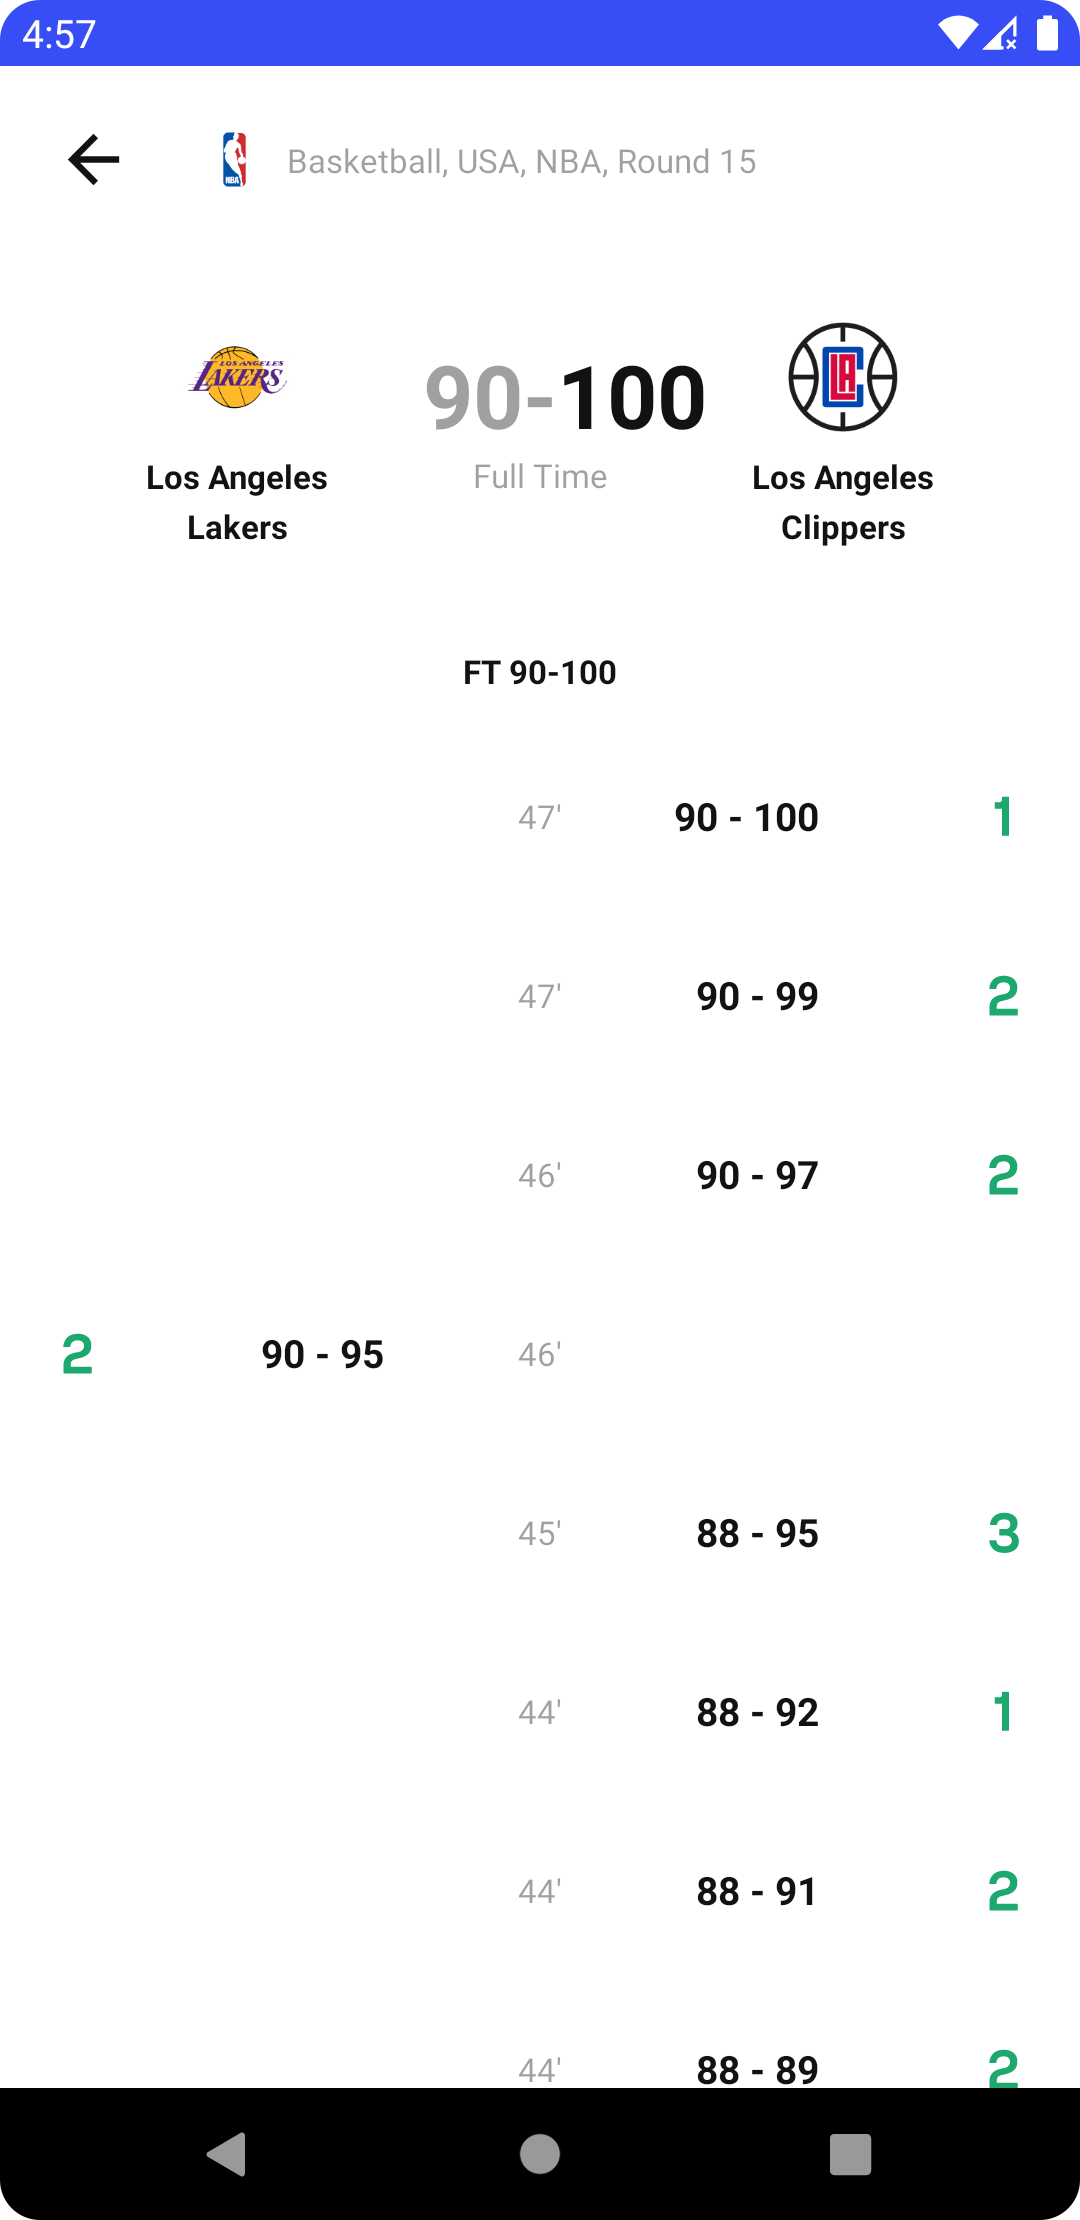 4:57
NBA
Basketball, USA, NBA, Round 15
LOS ANGELES
LAKERS
90-100
LA
Los Angeles
Lakers
Full Time
Los Angeles
Clippers
FT 90-100
47' 90 - 100 1
47' 90 - 99 2
46' 90 - 97 2
2 90 - 95 46'
45' 88 - 95 3
44' 88 - 92 1
44' 88 - 91 2
44' 88 - 89 2